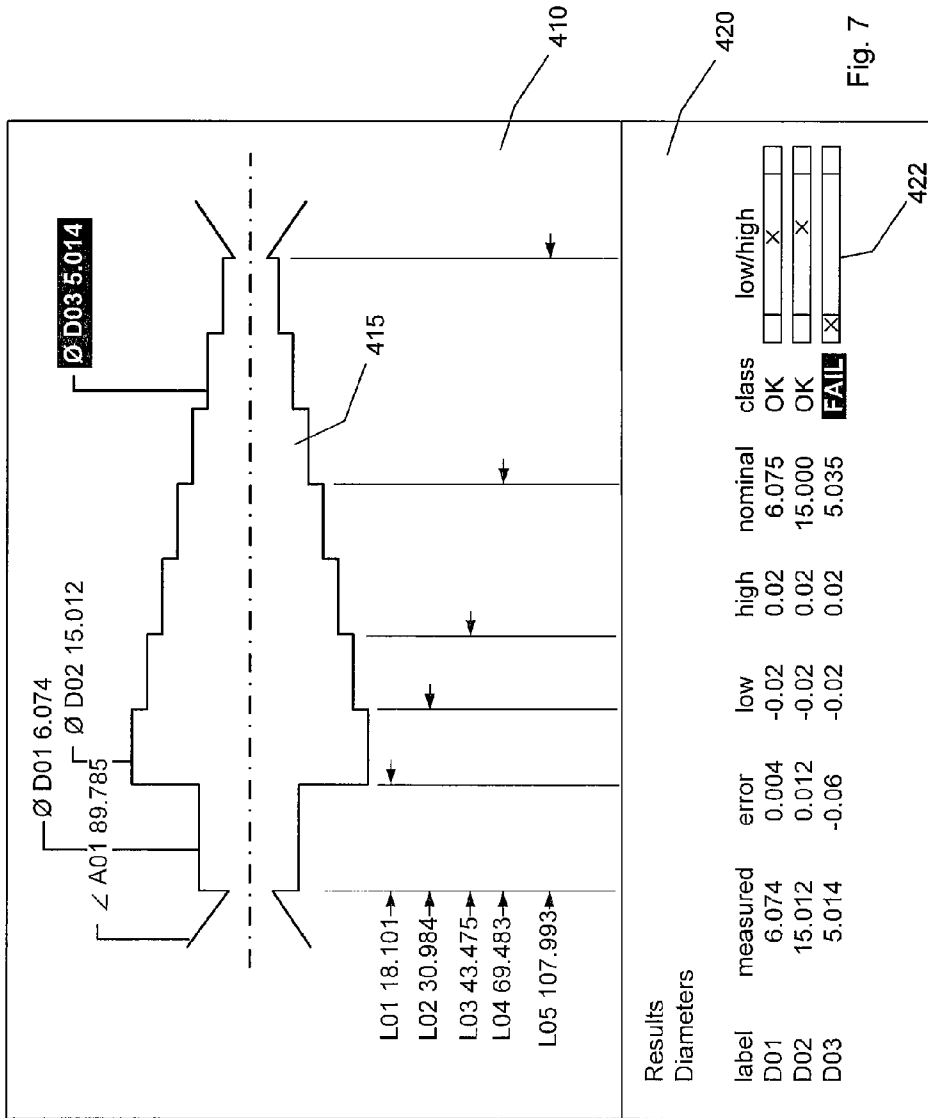 Ø D01 6.074
Ø D02 15.012
∠ A01 89.785
Ø D03 5.014
415
410
L01 18.101
L02 30.984
L03 43.475
L04 69.483
L05 107.993
420
Results
Diameters
label measured error low high nominal class low/high
D01 6.074 0.004 -0.02 0.02 6.075 OK X
D02 15.012 0.012 -0.02 0.02 15.000 OK X
D03 5.014 -0.06 -0.02 0.02 5.035 FAIL X
422
Fig. 7